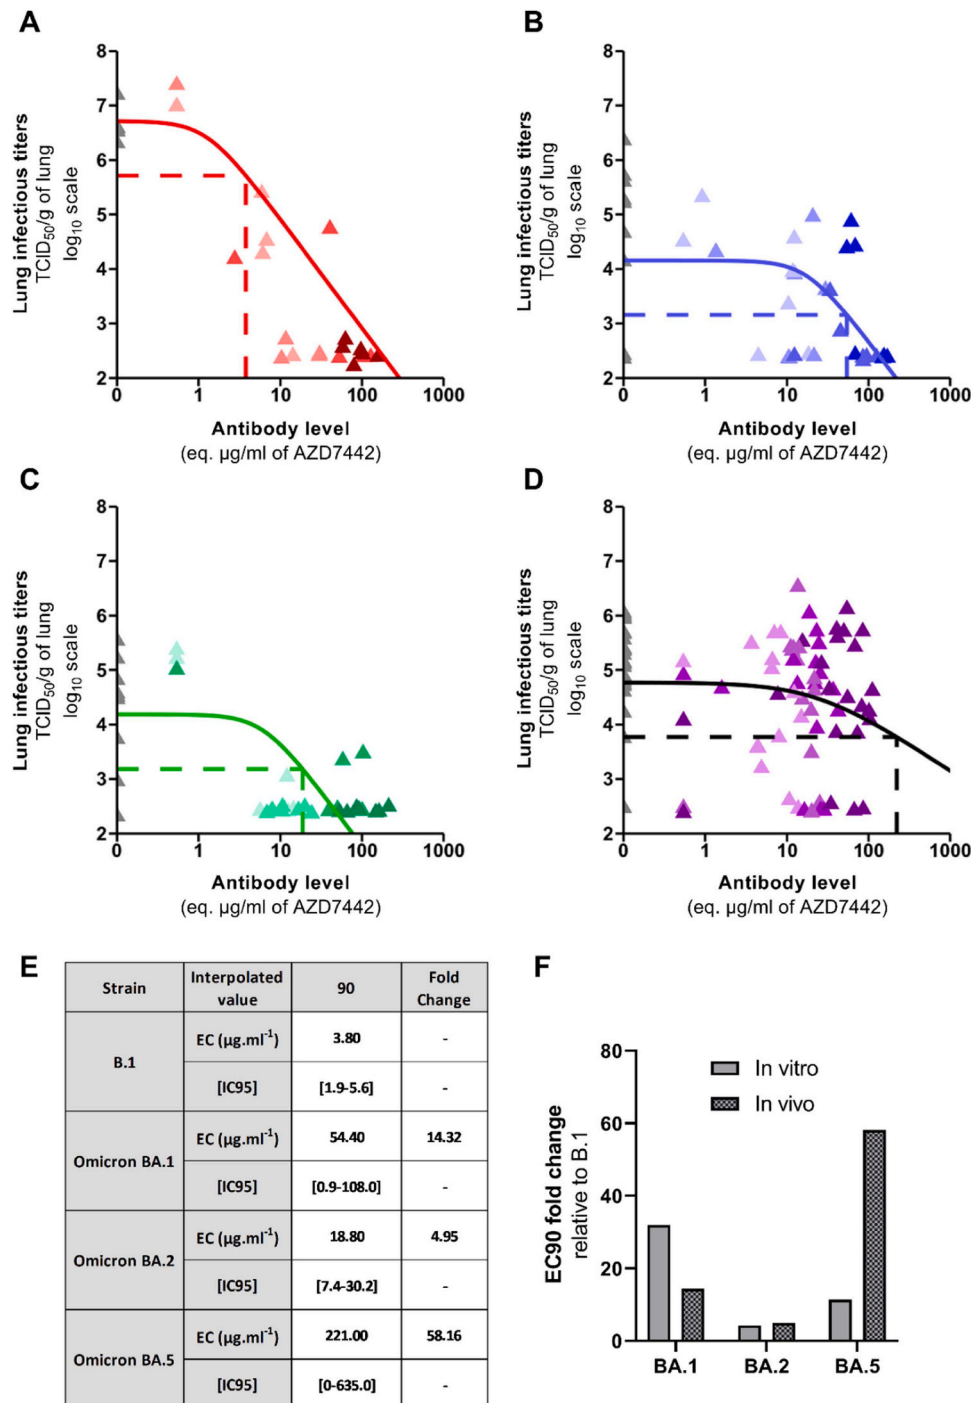 A
Lung infectious titers
TCID50/g of lung
log10 scale
8
7
6
5
4
3
2
0
1
10
100
1000
Antibody level
(eq. µg/ml of AZD7442)
B
Lung infectious titers
TCID50/g of lung
log10 scale
8
7
6
5
4
3
2
0
1
10
100
1000
Antibody level
(eq. µg/ml of AZD7442)
C
Lung infectious titers
TCID50/g of lung
log10 scale
8
7
6
5
4
3
2
0
1
10
100
1000
Antibody level
(eq. µg/ml of AZD7442)
D
Lung infectious titers
TCID50/g of lung
log10 scale
8
7
6
5
4
3
2
0
1
10
100
1000
Antibody level
(eq. µg/ml of AZD7442)
E
Strain
Interpolated
value
90
Fold
Change
B.1
EC (µg.ml-1)
3.80
-
[IC95]
[1.9-5.6]
-
Omicron BA.1
EC (µg.ml-1)
54.40
14.32
[IC95]
[0.9-108.0]
-
Omicron BA.2
EC (µg.ml-1)
18.80
4.95
[IC95]
[7.4-30.2]
-
Omicron BA.5
EC (µg.ml-1)
221.00
58.16
[IC95]
[0-635.0]
-
F
EC90 fold change
relative to B.1
80
60
40
20
0
In vitro
In vivo
BA.1
BA.2
BA.5